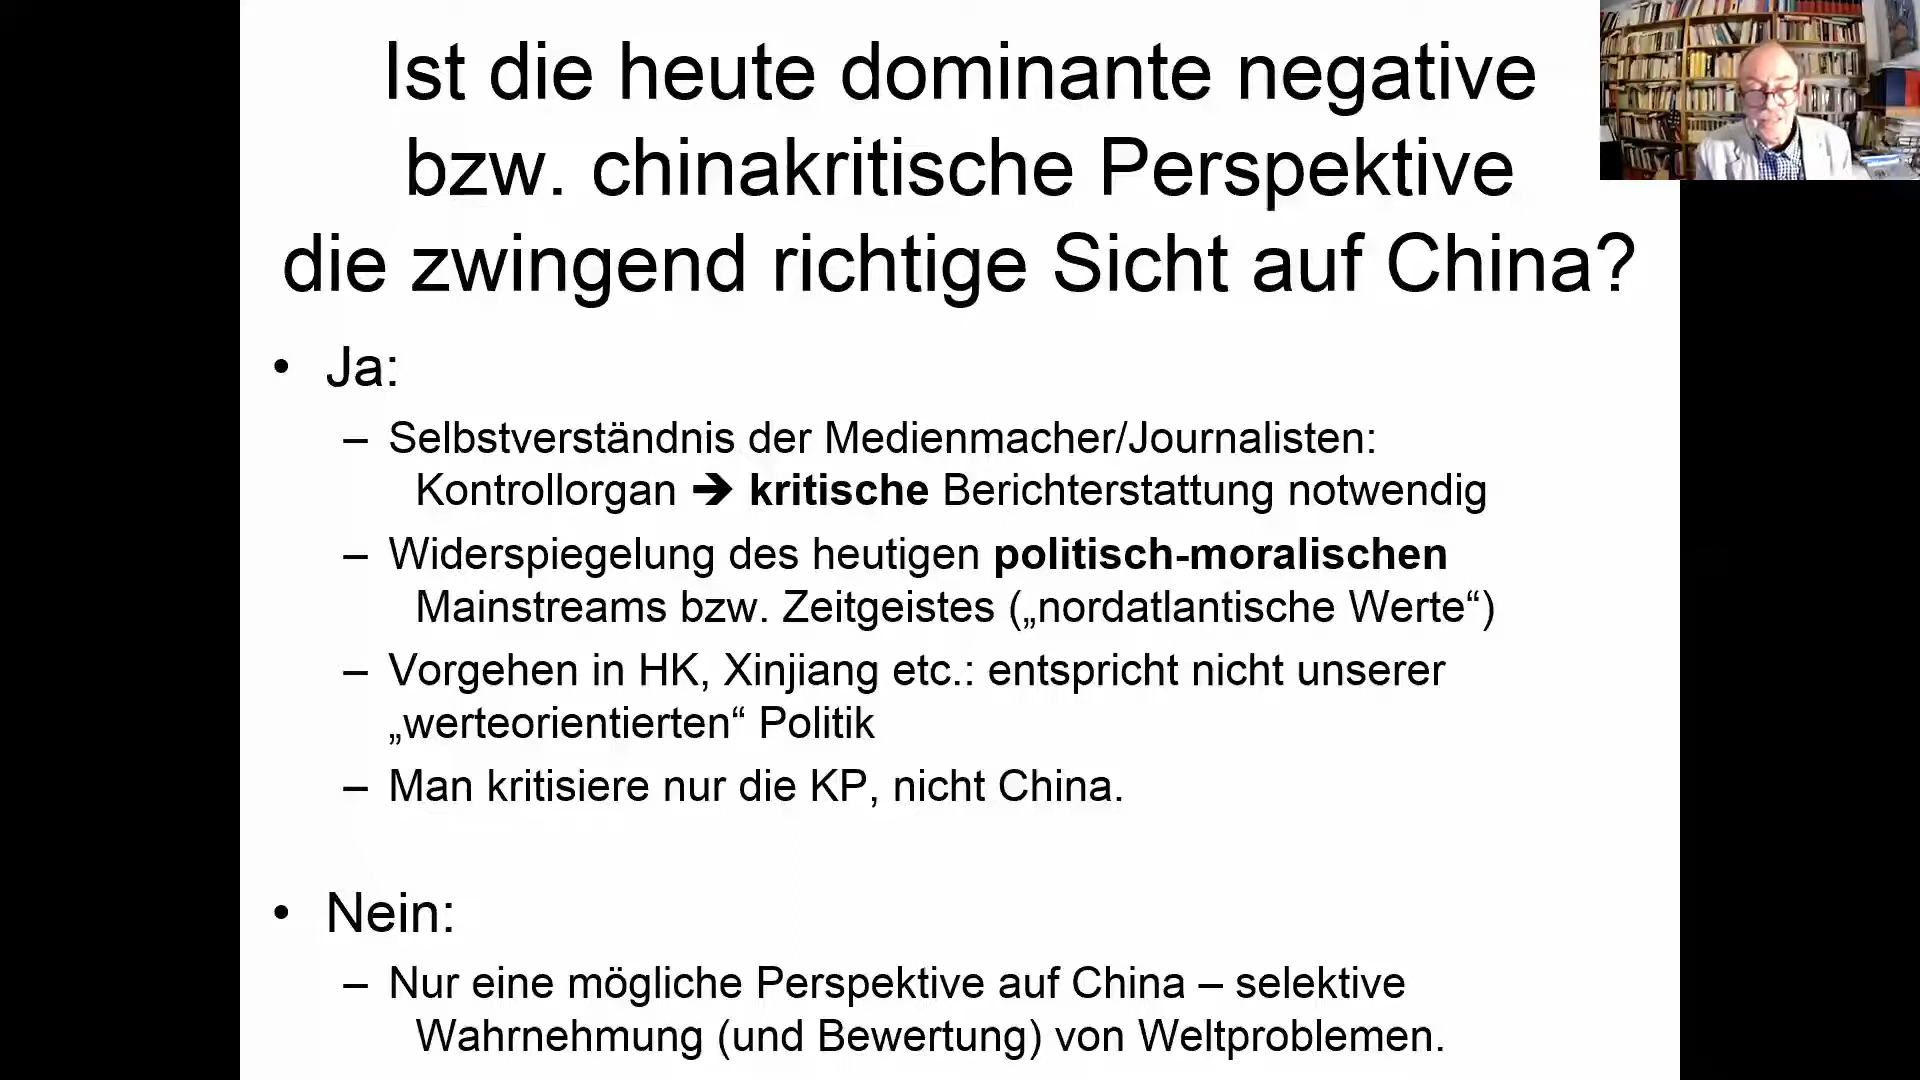 Ist die heute dominante negative
bzw. chinakritische Perspektive
die zwingend richtige Sicht auf China?
• Ja:
– Selbstverständnis der Medienmacher/Journalisten:
Kontrollorgan ➔ kritische Berichterstattung notwendig
– Widerspiegelung des heutigen politisch-moralischen
Mainstreams bzw. Zeitgeistes („nordatlantische Werte“)
– Vorgehen in HK, Xinjiang etc.: entspricht nicht unserer
„werteorientierten“ Politik
– Man kritisiere nur die KP, nicht China.
• Nein:
– Nur eine mögliche Perspektive auf China – selektive
Wahrnehmung (und Bewertung) von Weltproblemen.